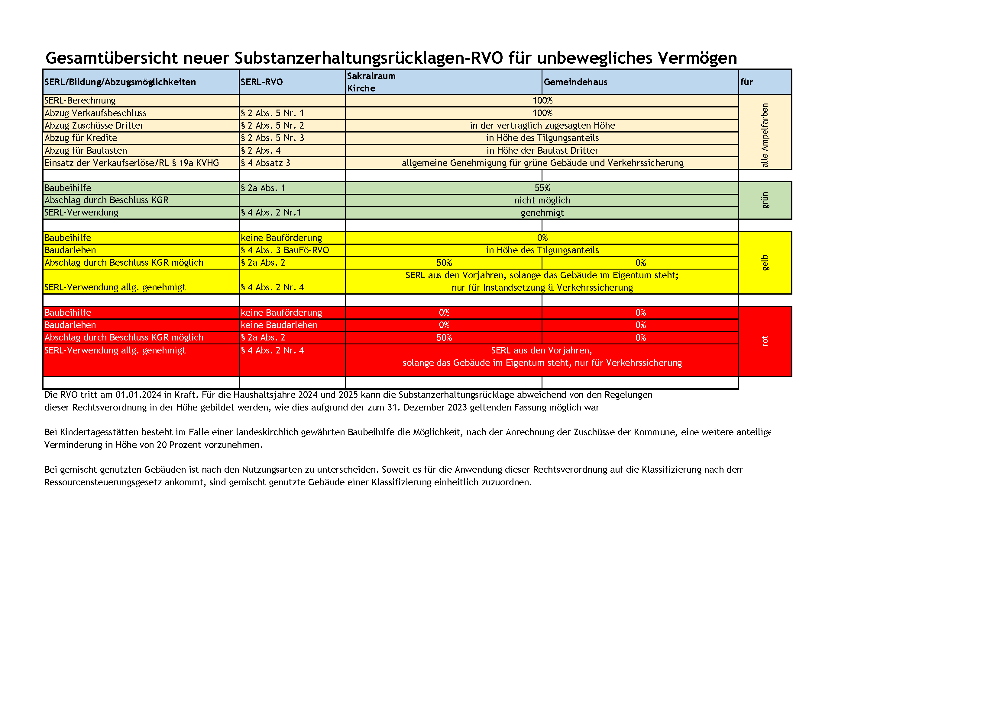 Gesamtübersicht neuer Substanzerhaltungsrücklagen-RVO für unbewegliches Vermögen
SERL/Bildung/Abzugsmöglichkeiten SERL-RVO Sakralraum Kirche Gemeindehaus für
SERL-Berechnung 100%
Abzug Verkaufsbeschluss § 2 Abs. 5 Nr. 1 100%
Abzug Zuschüsse Dritter § 2 Abs. 5 Nr. 2 in der vertraglich zugesagten Höhe
Abzug für Kredite § 2 Abs. 5 Nr. 3 in Höhe des Tilgungsanteils
Abzug für Baulasten § 2 Abs. 4 in Höhe der Baulast Dritter
Einsatz der Verkaufserlöse/RL § 19a KVHG § 4 Absatz 3 allgemeine Genehmigung für grüne Gebäude und Verkehrssicherung
alle Ampelfarben
Baubeihilfe § 2a Abs. 1 55%
Abschlag durch Beschluss KGR nicht möglich
SERL-Verwendung § 4 Abs. 2 Nr.1 genehmigt
grün
Baubeihilfe keine Bauförderung 0%
Baudarlehen § 4 Abs. 3 BauFö-RVO in Höhe des Tilgungsanteils
Abschlag durch Beschluss KGR möglich § 2a Abs. 2 50% 0%
SERL aus den Vorjahren, solange das Gebäude im Eigentum steht;
SERL-Verwendung allg. genehmigt § 4 Abs. 2 Nr. 4 nur für Instandsetzung & Verkehrssicherung
gelb
Baubeihilfe keine Bauförderung 0% 0%
Baudarlehen keine Baudarlehen 0% 0%
Abschlag durch Beschluss KGR möglich § 2a Abs. 2 50% 0%
SERL-Verwendung allg. genehmigt § 4 Abs. 2 Nr. 4 SERL aus den Vorjahren,
solange das Gebäude im Eigentum steht, nur für Verkehrssicherung
rot
Die RVO tritt am 01.01.2024 in Kraft. Für die Haushaltsjahre 2024 und 2025 kann die Substanzerhaltungsrücklage abweichend von den Regelungen
dieser Rechtsverordnung in der Höhe gebildet werden, wie dies aufgrund der zum 31. Dezember 2023 geltenden Fassung möglich war
Bei Kindertagesstätten besteht im Falle einer landeskirchlich gewährten Baubeihilfe die Möglichkeit, nach der Anrechnung der Zuschüsse der Kommune, eine weitere anteilige
Verminderung in Höhe von 20 Prozent vorzunehmen.
Bei gemischt genutzten Gebäuden ist nach den Nutzungsarten zu unterscheiden. Soweit es für die Anwendung dieser Rechtsverordnung auf die Klassifizierung nach dem
Ressourcensteuerungsgesetz ankommt, sind gemischt genutzte Gebäude einer Klassifizierung einheitlich zuzuordnen.